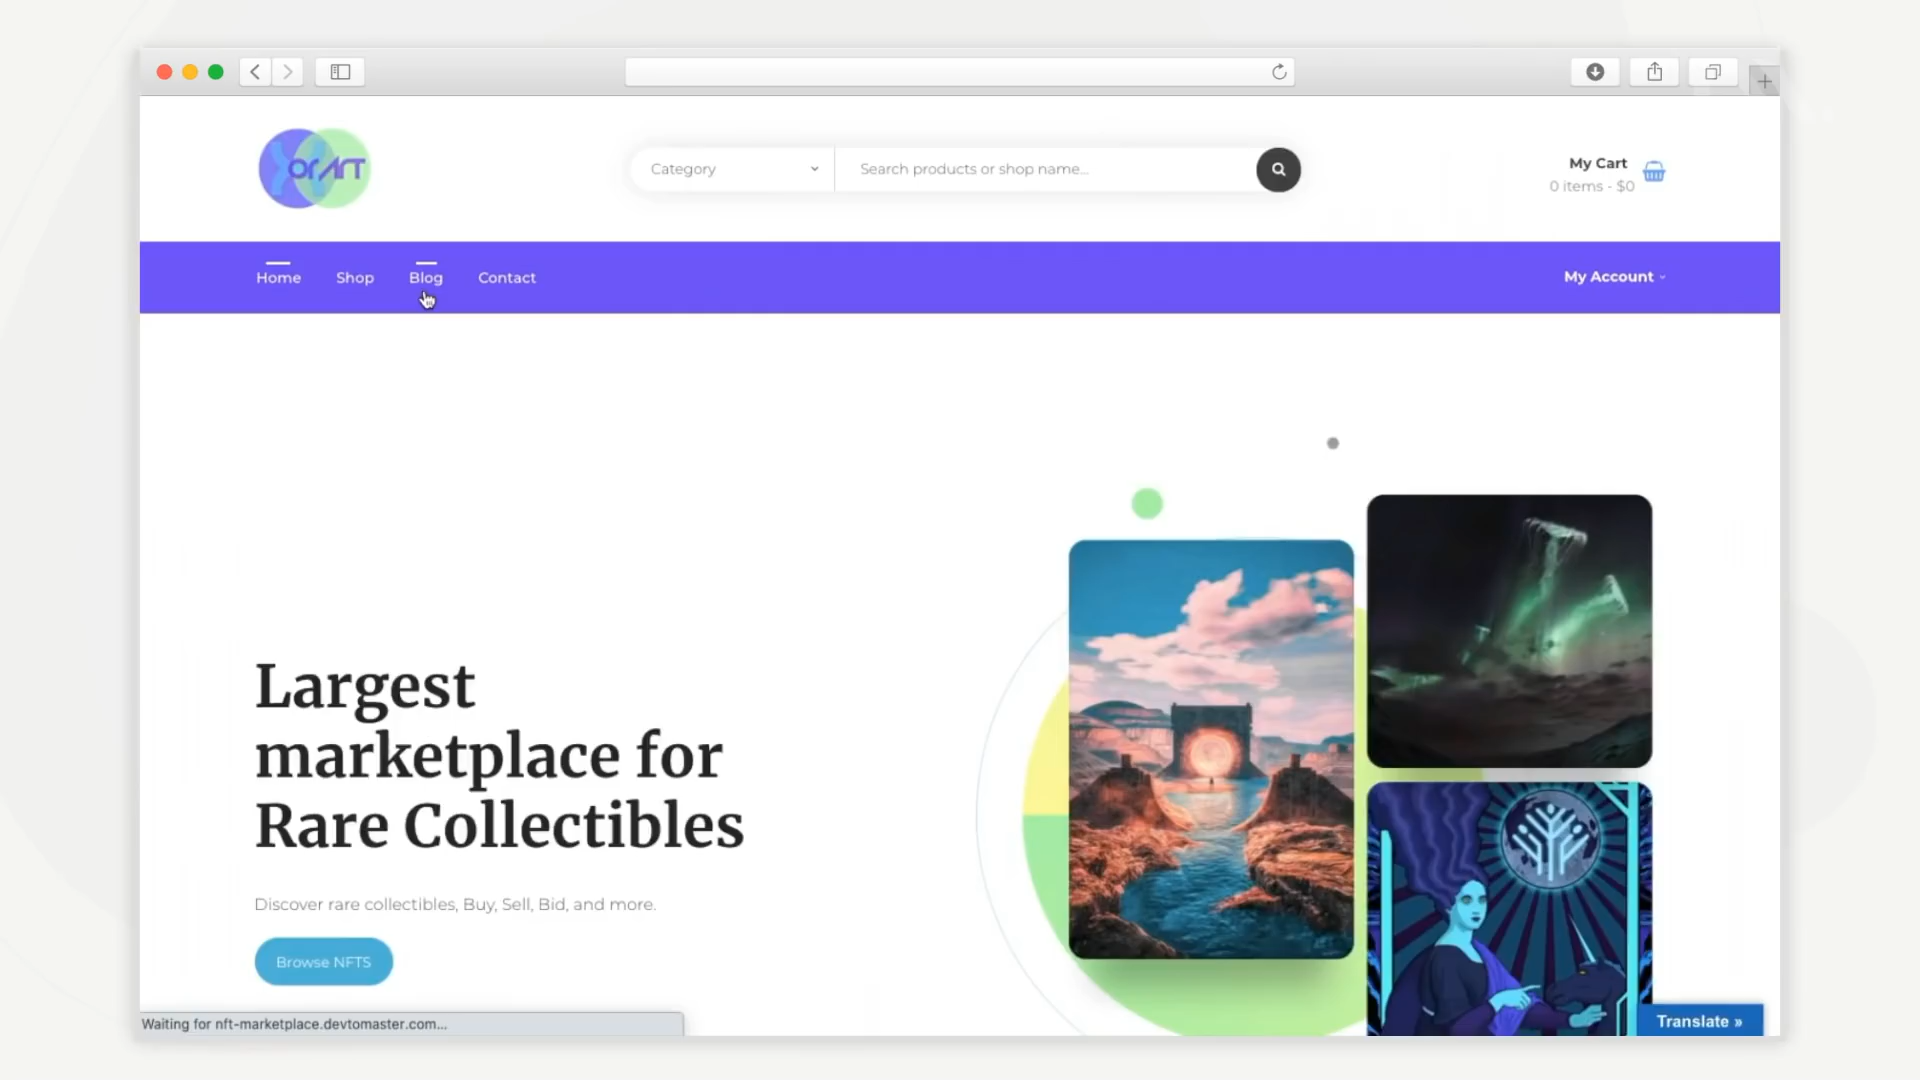 orart
Category
Search products or shop name...
My Cart
0 items - $0
Home
Shop
Blog
Contact
My Account
Largest
marketplace for
Rare Collectibles
Discover rare collectibles, Buy, Sell, Bid, and more.
Browse NFTS
Waiting for nft-marketplace.devtomaster.com...
Translate »